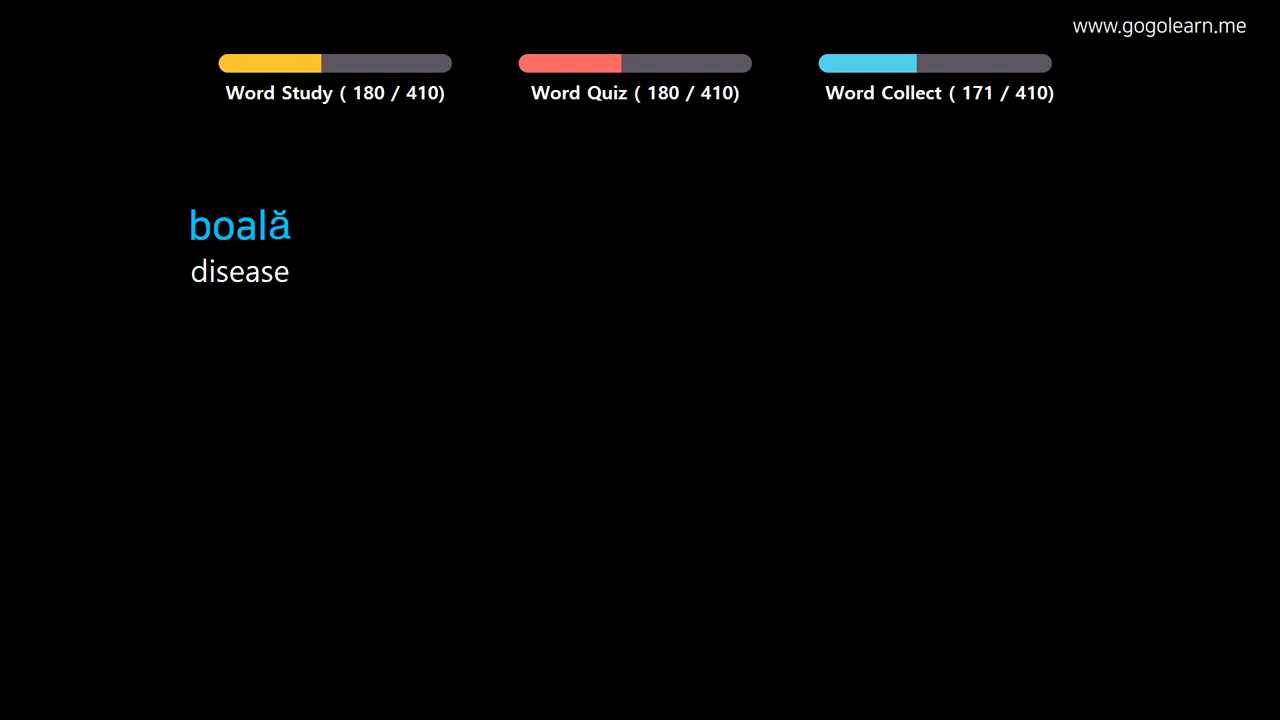 www.gogolearn.me
Word Study ( 180 / 410)
Word Quiz ( 180 / 410)
Word Collect ( 171 / 410)
boală
disease